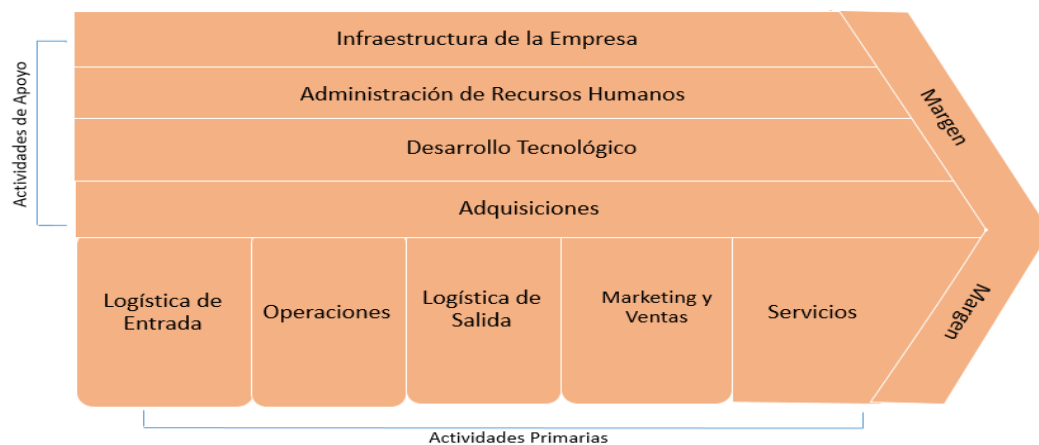 Actividades de Apoyo
Infraestructura de la Empresa
Administración de Recursos Humanos
Desarrollo Tecnológico
Adquisiciones
Margen
Logística de
Entrada
Operaciones
Logística de
Salida
Marketing y
Ventas
Servicios
Margen
Actividades Primarias